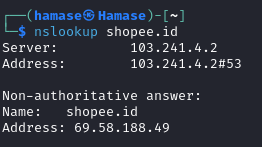 ┌──(hamase㉿Hamase)-[~]
└─$ nslookup shopee.id
Server:         103.241.4.2
Address:        103.241.4.2#53

Non-authoritative answer:
Name:   shopee.id
Address: 69.58.188.49